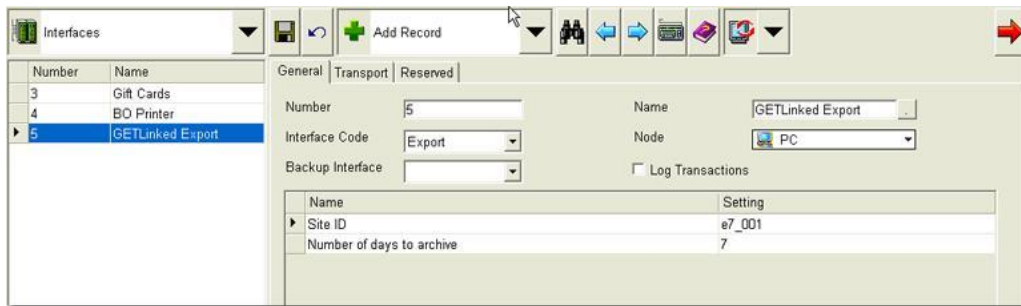 Interfaces
Add Record
Number Name
3 Gift Cards
4 BO Printer
5 GETLinked Export
General Transport Reserved
Number 5 Name GETLinked Export .
Interface Code Export Node PC
Backup Interface Log Transactions
Name Setting
Site ID e7_001
Number of days to archive 7